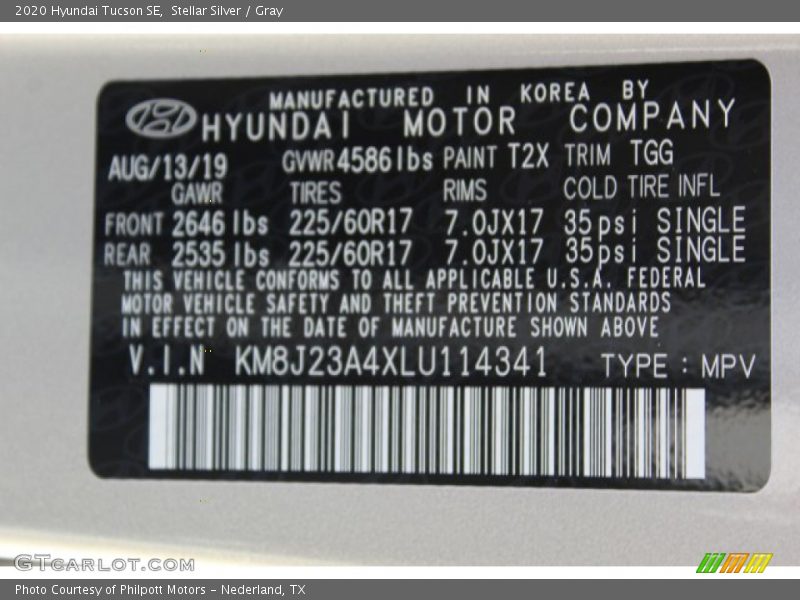 2020 Hyundai Tucson SE, Stellar Silver / Gray
MANUFACTURED IN KOREA BY
HYUNDAI MOTOR COMPANY
AUG/13/19 GVWR 4586lbs PAINT T2X TRIM TGG
GAWR TIRES RIMS COLD TIRE INFL
FRONT 2646 lbs 225/60R17 7.0JX17 35psi SINGLE
REAR 2535 lbs 225/60R17 7.0JX17 35psi SINGLE
THIS VEHICLE CONFORMS TO ALL APPLICABLE U.S.A. FEDERAL
MOTOR VEHICLE SAFETY AND THEFT PREVENTION STANDARDS
IN EFFECT ON THE DATE OF MANUFACTURE SHOWN ABOVE
V.I.N KM8J23A4XLU114341 TYPE : MPV
GTCARLOT.COM
Photo Courtesy of Philpott Motors - Nederland, TX